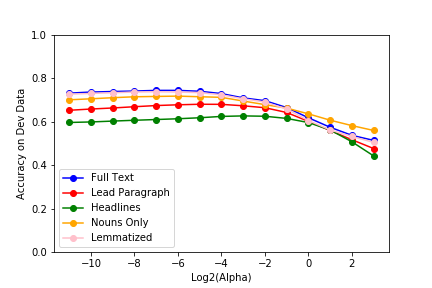 1.0
0.8
0.6
0.4
0.2
0.0
Accuracy on Dev Data
Full Text
Lead Paragraph
Headlines
Nouns Only
Lemmatized
−10 −8 −6 −4 −2 0 2
Log2(Alpha)